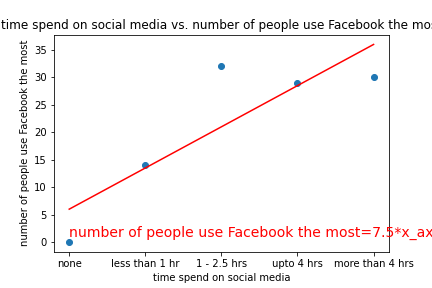 time spend on social media vs. number of people use Facebook the mos
number of people use Facebook the most
35
30
25
20
15
10
5
0
number of people use Facebook the most=7.5*x_ax
none less than 1 hr 1 - 2.5 hrs upto 4 hrs more than 4 hrs
time spend on social media